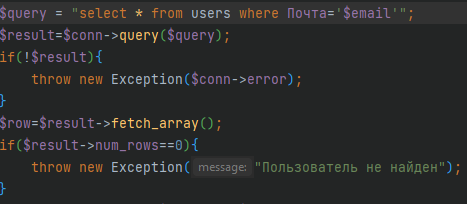 $query = "select * from users where Почта='$email'";
$result=$conn->query($query);
if(!$result){
throw new Exception($conn->error);
}
$row=$result->fetch_array();
if($result->num_rows==0){
throw new Exception( message: "Пользователь не найден");
}